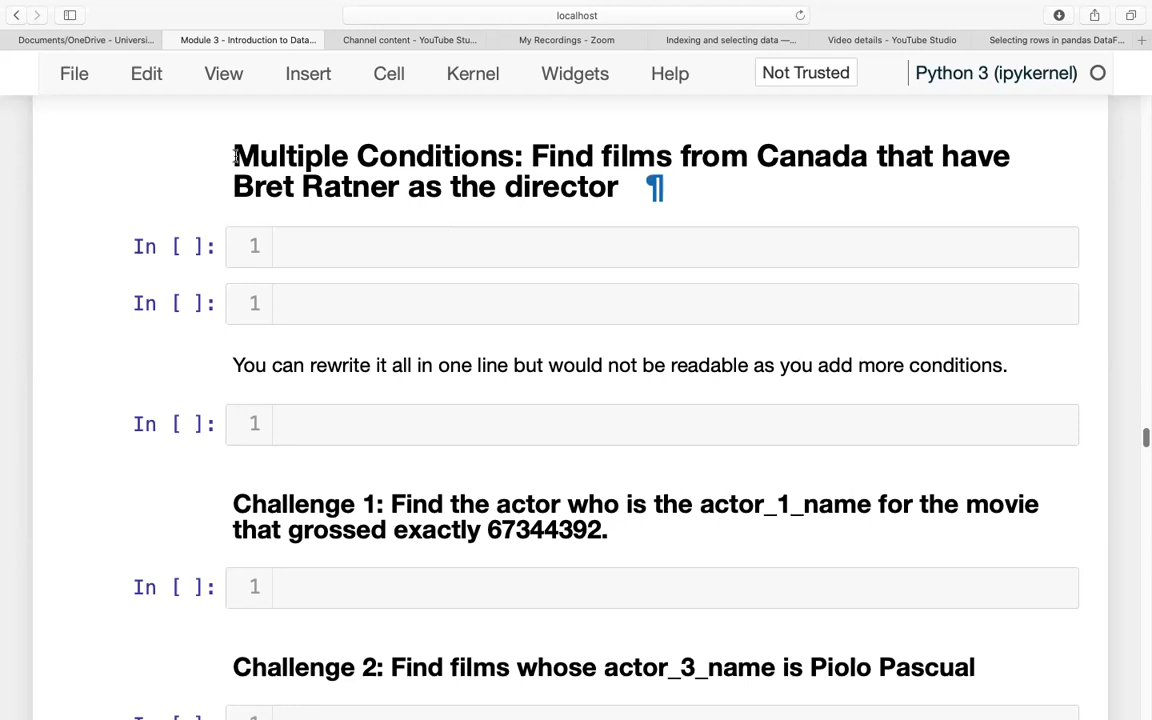 localhost
Documents/OneDrive - Universi...
Module 3 - Introduction to Data...
Channel content - YouTube Stu...
My Recordings - Zoom
Indexing and selecting data —...
Video details - YouTube Studio
Selecting rows in pandas DataF...
File
Edit
View
Insert
Cell
Kernel
Widgets
Help
Not Trusted
Python 3 (ipykernel)
Multiple Conditions: Find films from Canada that have
Bret Ratner as the director ¶
In [ ]: 1
In [ ]: 1
You can rewrite it all in one line but would not be readable as you add more conditions.
In [ ]: 1
Challenge 1: Find the actor who is the actor_1_name for the movie
that grossed exactly 67344392.
In [ ]: 1
Challenge 2: Find films whose actor_3_name is Piolo Pascual
In [ ]: 1